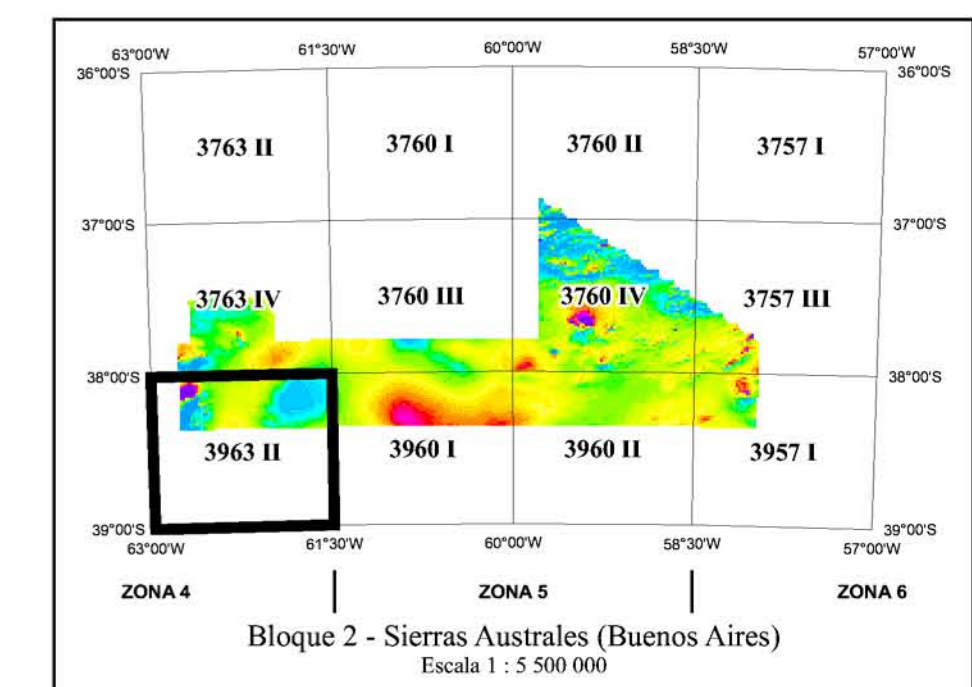 63°00'W 61°30'W 60°00'W 58°30'W 57°00'W
36°00'S 36°00'S
3763 II 3760 I 3760 II 3757 I
37°00'S 37°00'S
3763 IV 3760 III 3760 IV 3757 III
38°00'S 38°00'S
3963 II 3960 I 3960 II 3957 I
39°00'S 39°00'S
63°00'W 61°30'W 60°00'W 58°30'W 57°00'W
ZONA 4 ZONA 5 ZONA 6
Bloque 2 - Sierras Australes (Buenos Aires)
Escala 1 : 5 500 000